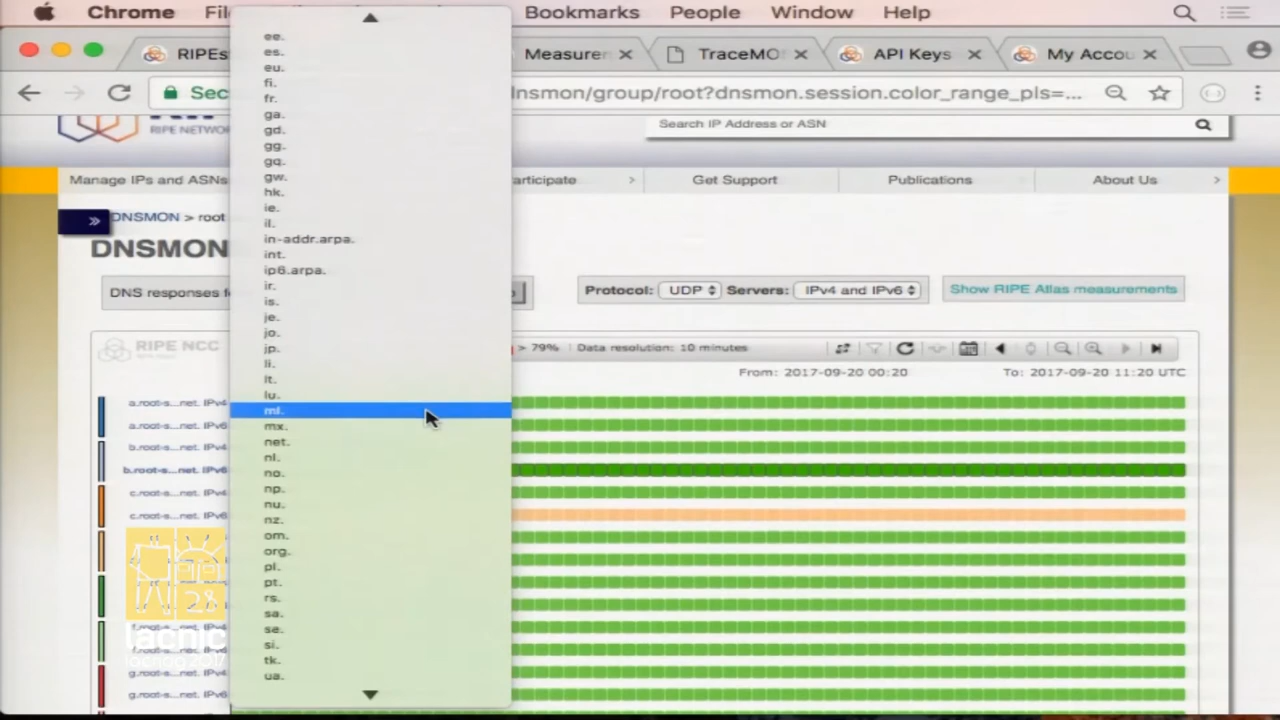 Chrome Fi Bookmarks People Window Help
RIPEs Measurem TraceMO API Keys My Accou
Sec lnsmon/group/root?dnsmon.session.color_range_pls=...
RIPE NETWOR
Search IP Address or ASN
Manage IPs and ASNs articipate > Get Support Publications About Us >
» DNSMON > root
DNSMON
DNS responses f Protocol: UDP Servers: IPv4 and IPv6 Show RIPE Atlas measurements
RIPE NCC > 79% Data resolution: 10 minutes
From: 2017-09-20 00:20 To: 2017-09-20 11:20 UTC
a.root-s...net. IPv4
a.root-s...net. IPv6
b.root-s...net. IPv4
b.root-s...net. IPv6
c.root-s...net. IPv4
c.root-s...net. IPv6
g.root-s...net. IPv4
g.root-s...net. IPv6
ee.
es.
eu.
fi.
fr.
ga.
gd.
gg.
gq.
gw.
hk.
ie.
il.
in-addr.arpa.
int.
ip6.arpa.
ir.
is.
je.
jo.
jp.
li.
lt.
lu.
ml.
mx.
net.
nl.
no.
np.
nu.
nz.
om.
org.
pl.
pt.
rs.
sa.
se.
si.
tk.
ua.
28
lacnic
lacnog2017